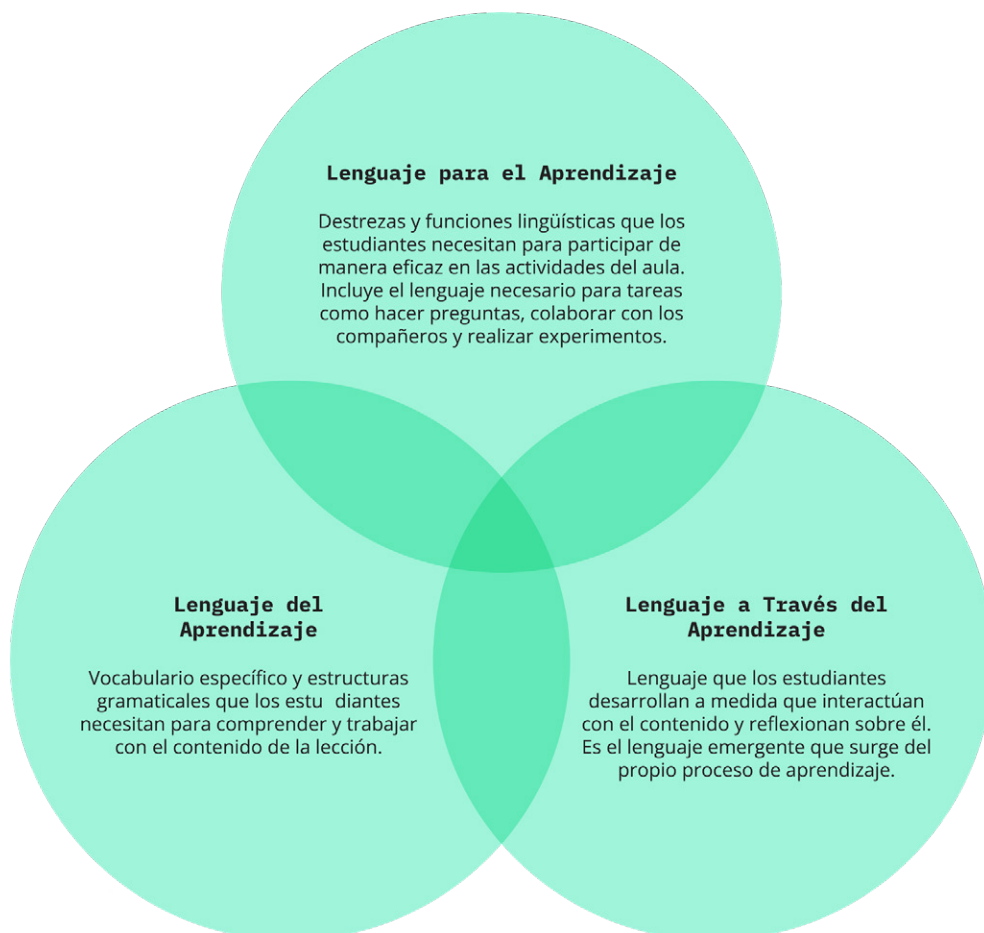 Lenguaje para el Aprendizaje
Destrezas y funciones lingüísticas que los
estudiantes necesitan para participar de
manera eficaz en las actividades del aula.
Incluye el lenguaje necesario para tareas
como hacer preguntas, colaborar con los
compañeros y realizar experimentos.
Lenguaje del
Aprendizaje
Vocabulario específico y estructuras
gramaticales que los estu  diantes
necesitan para comprender y trabajar
con el contenido de la lección.
Lenguaje a Través del
Aprendizaje
Lenguaje que los estudiantes
desarrollan a medida que interactúan
con el contenido y reflexionan sobre él.
Es el lenguaje emergente que surge del
propio proceso de aprendizaje.